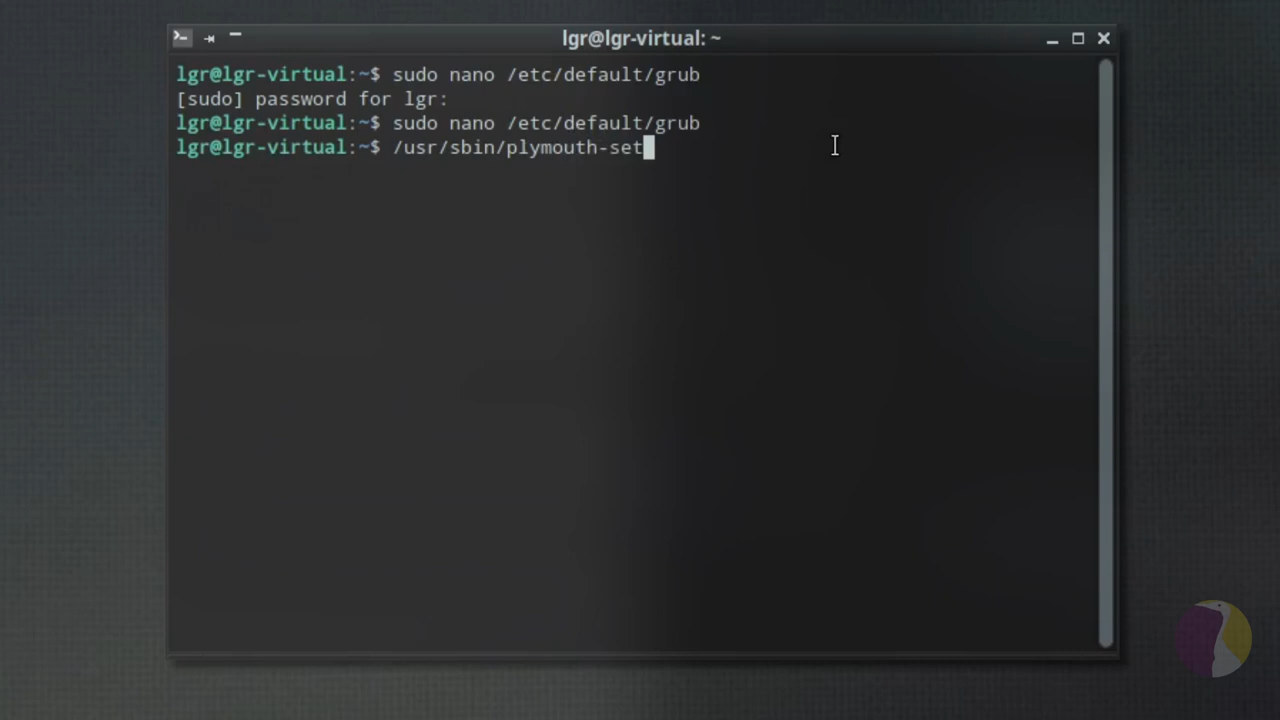 lgr@lgr-virtual: ~
lgr@lgr-virtual:~$ sudo nano /etc/default/grub
[sudo] password for lgr:
lgr@lgr-virtual:~$ sudo nano /etc/default/grub
lgr@lgr-virtual:~$ /usr/sbin/plymouth-set